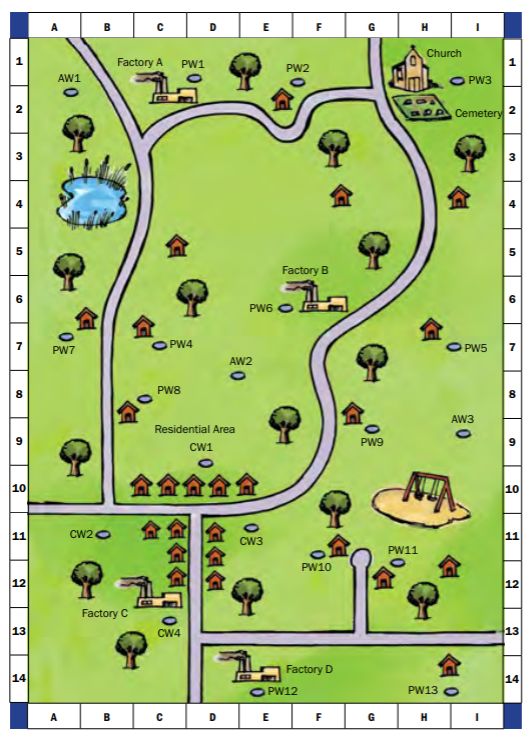 A B C D E F G H I
1 1
Church
Factory A PW1
PW2
AW1
PW3
2 2
Cemetery
3 3
4 4
5 5
Factory B
6 6
PW6
7 7
PW7
PW4
PW5
AW2
8 8
PW8
AW3
Residential Area
9 9
PW9
CW1
10 10
11 11
CW2
CW3
PW11
PW10
12 12
Factory C
13 13
CW4
Factory D
14 14
PW12
PW13
A B C D E F G H I